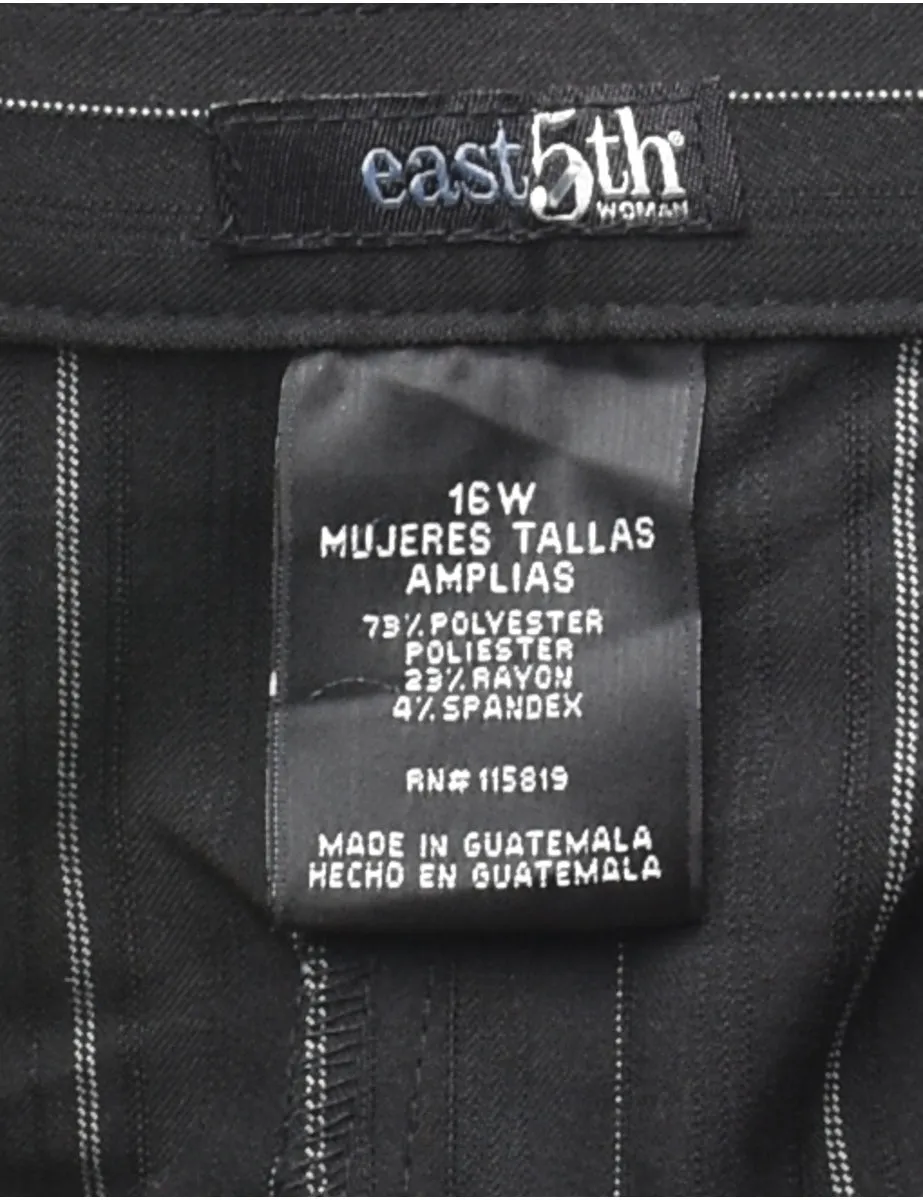 east5th®
WOMAN
16W
MUJERES TALLAS
AMPLIAS
73% POLYESTER
POLIESTER
23% RAYON
4% SPANDEX
RN# 115819
MADE IN GUATEMALA
HECHO EN GUATEMALA